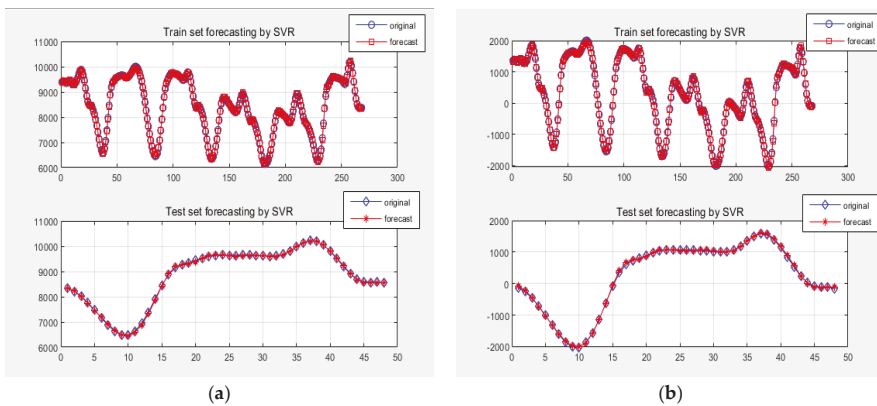 Train set forecasting by SVR
original
forecast
11000
10000
9000
8000
7000
6000
0 50 100 150 200 250 300
Test set forecasting by SVR
original
forecast
11000
10000
9000
8000
7000
6000
0 5 10 15 20 25 30 35 40 45 50
(a)
Train set forecasting by SVR
original
forecast
2000
1000
0
-1000
-2000
0 50 100 150 200 250 300
Test set forecasting by SVR
original
forecast
2000
1000
0
-1000
-2000
0 5 10 15 20 25 30 35 40 45 50
(b)